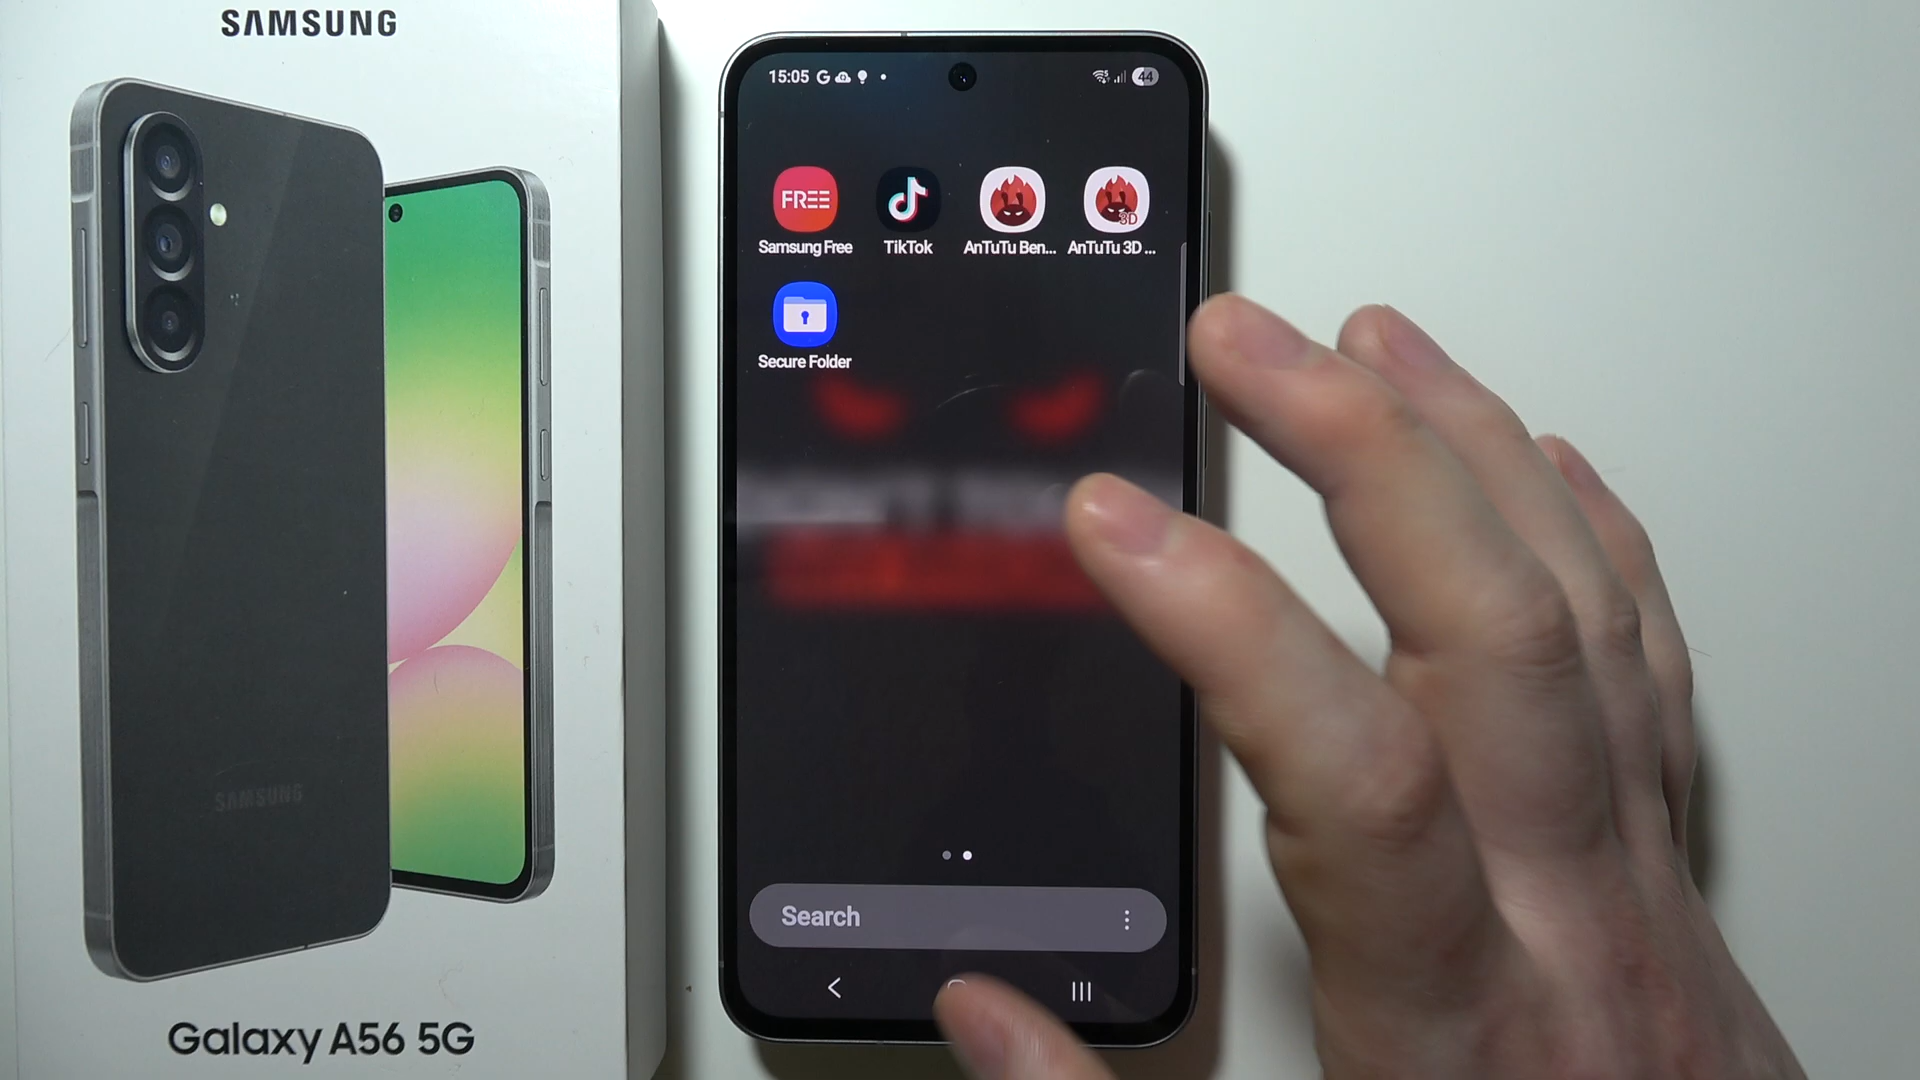 SAMSUNG
SAMSUNG
Galaxy A56 5G
15:05 G
44
FREE
Samsung Free
TikTok
AnTuTu Ben...
3D
AnTuTu 3D ...
Secure Folder
Search